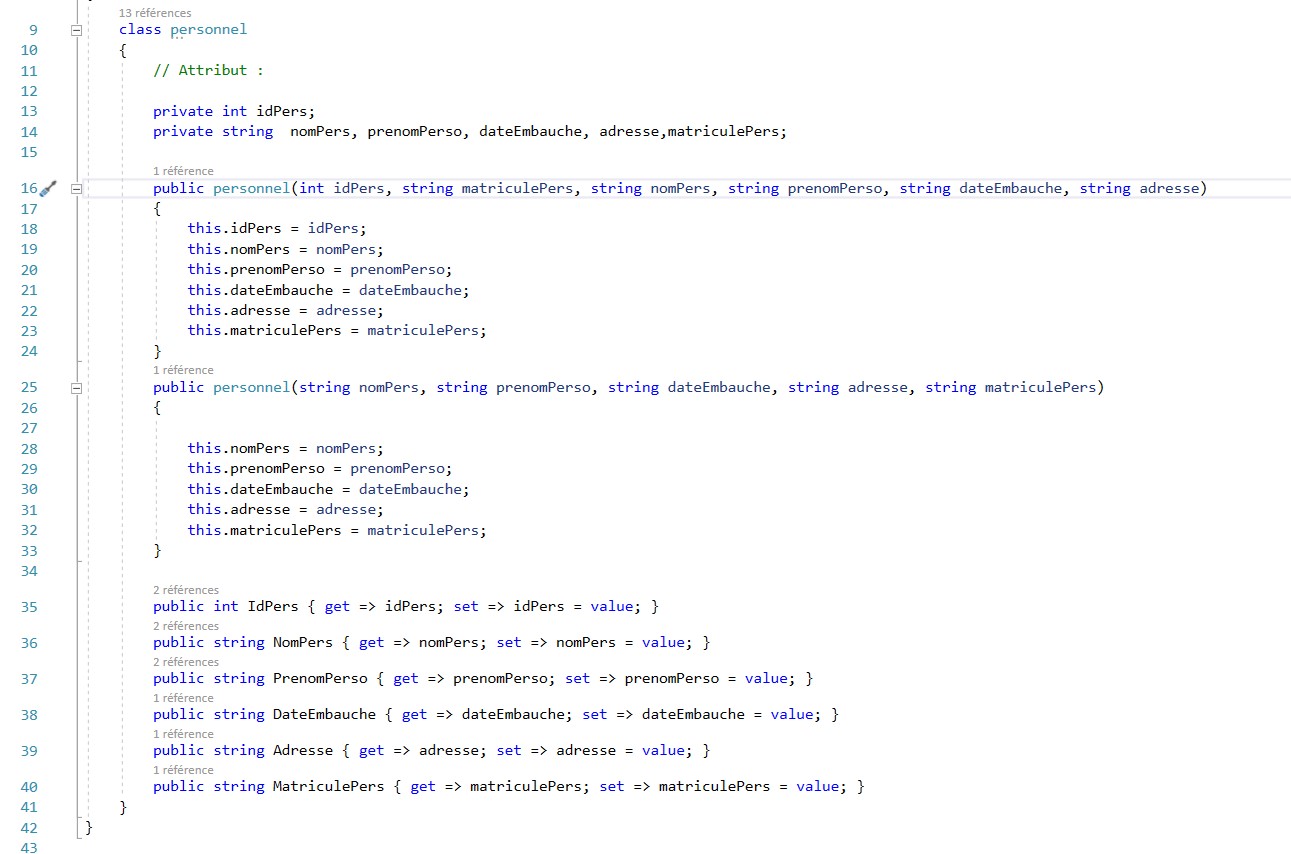 13 références
9 class personnel
10 {
11 // Attribut :
12
13 private int idPers;
14 private string  nomPers, prenomPerso, dateEmbauche, adresse,matriculePers;
15
1 référence
16 public personnel(int idPers, string matriculePers, string nomPers, string prenomPerso, string dateEmbauche, string adresse)
17 {
18 this.idPers = idPers;
19 this.nomPers = nomPers;
20 this.prenomPerso = prenomPerso;
21 this.dateEmbauche = dateEmbauche;
22 this.adresse = adresse;
23 this.matriculePers = matriculePers;
24 }
1 référence
25 public personnel(string nomPers, string prenomPerso, string dateEmbauche, string adresse, string matriculePers)
26 {
27
28 this.nomPers = nomPers;
29 this.prenomPerso = prenomPerso;
30 this.dateEmbauche = dateEmbauche;
31 this.adresse = adresse;
32 this.matriculePers = matriculePers;
33 }
34
2 références
35 public int IdPers { get => idPers; set => idPers = value; }
2 références
36 public string NomPers { get => nomPers; set => nomPers = value; }
2 références
37 public string PrenomPerso { get => prenomPerso; set => prenomPerso = value; }
1 référence
38 public string DateEmbauche { get => dateEmbauche; set => dateEmbauche = value; }
1 référence
39 public string Adresse { get => adresse; set => adresse = value; }
1 référence
40 public string MatriculePers { get => matriculePers; set => matriculePers = value; }
41 }
42 }
43